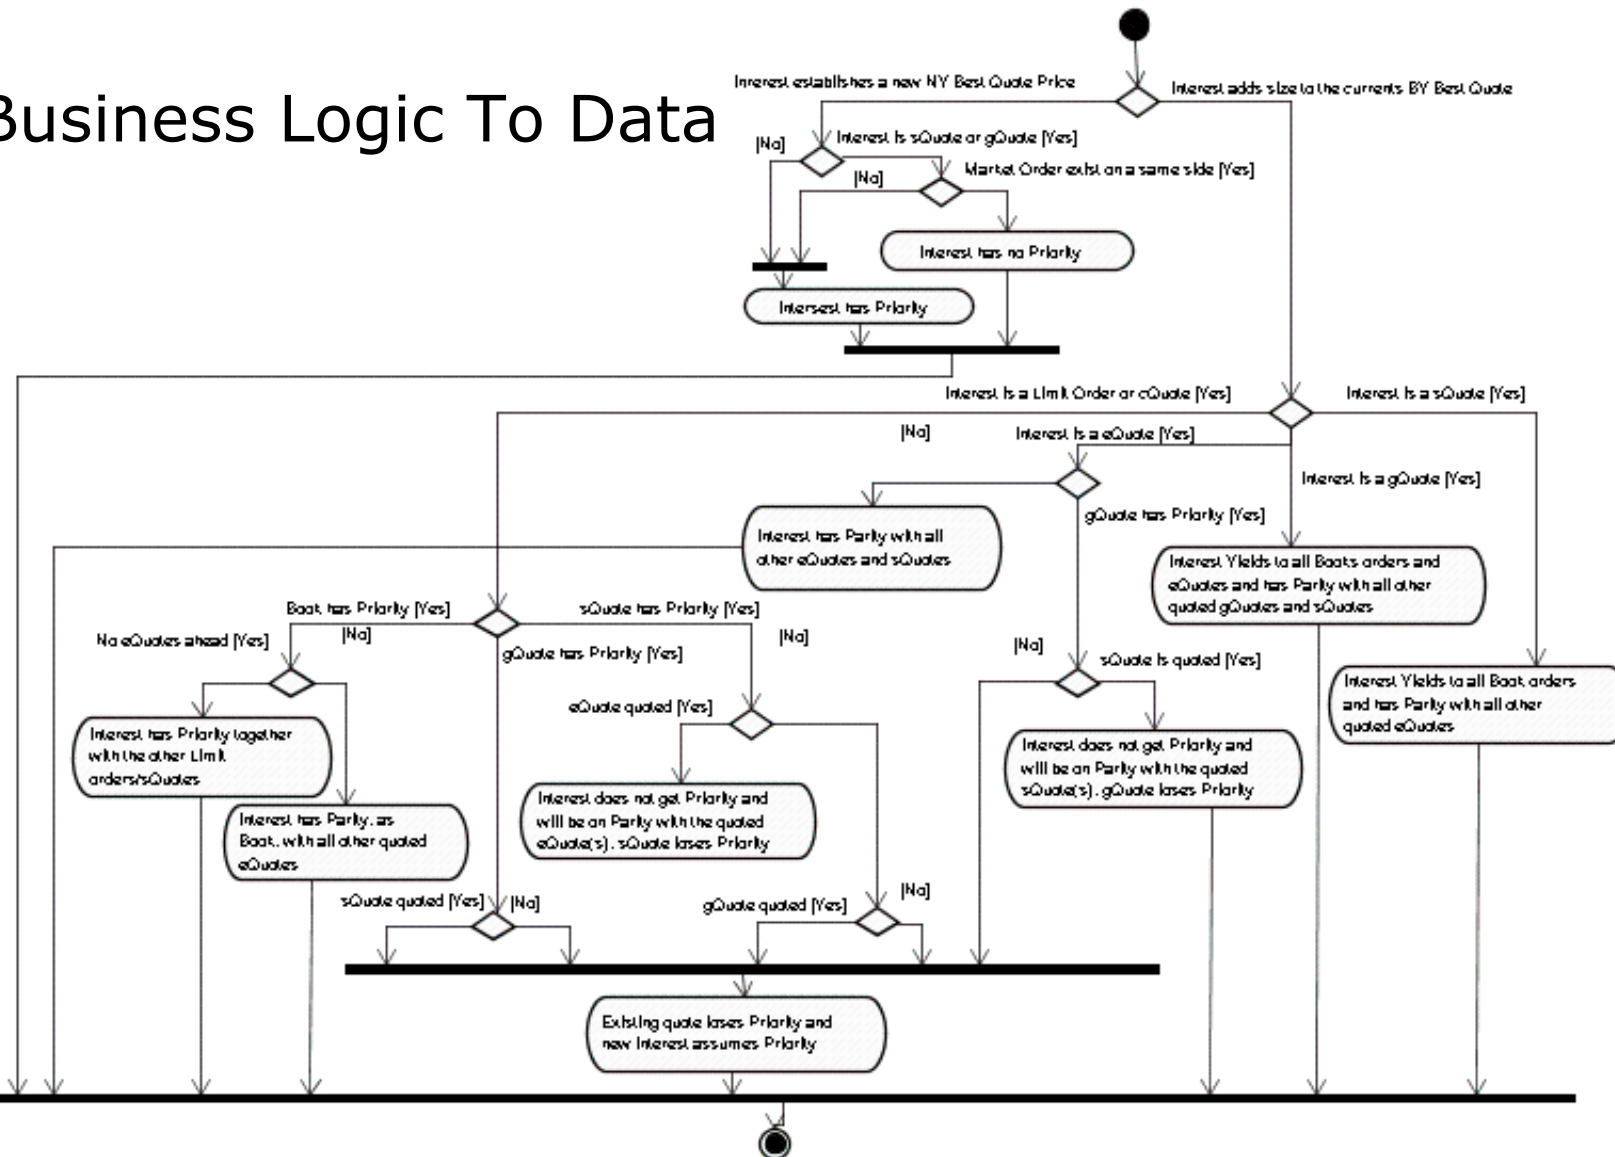 Business Logic To Data
Interest establishes a new NY Best Quote Price
Interest adds size to the currents BY Best Quote
[No]
Interest is sQuote or gQuote [Yes]
Market Order exist on a same side [Yes]
[No]
Interest has no Priority
Intersest has Priority
Interest is a Limit Order or cQuote [Yes]
Interest is a sQuote [Yes]
[No]
Interest is a eQuote [Yes]
Interest is a gQuote [Yes]
gQuote has Priority [Yes]
Interest has Parity with all
other eQuotes and sQuotes
Interest Yields to all Books orders and
eQuotes and has Parity with all other
quoted gQuotes and sQuotes
Book has Priority [Yes]
sQuote has Priority [Yes]
No eQuotes ahead [Yes]
[No]
[No]
gQuote has Priority [Yes]
[No]
sQuote is quoted [Yes]
Interest Yields to all Book orders
and has Parity with all other
quoted eQuotes
eQuote quoted [Yes]
Interest has Priority together
with the other Limit
orders/sQuotes
Interest does not get Priority and
will be on Parity with the quoted
sQuote(s). gQuote loses Priority
Interest does not get Priority and
will be on Parity with the quoted
eQuote(s). sQuote loses Priority
Interest has Parity, as
Book, with all other quoted
eQuotes
sQuote quoted [Yes]
[No]
gQuote quoted [Yes]
[No]
Existing quote loses Priority and
new Interest assumes Priority